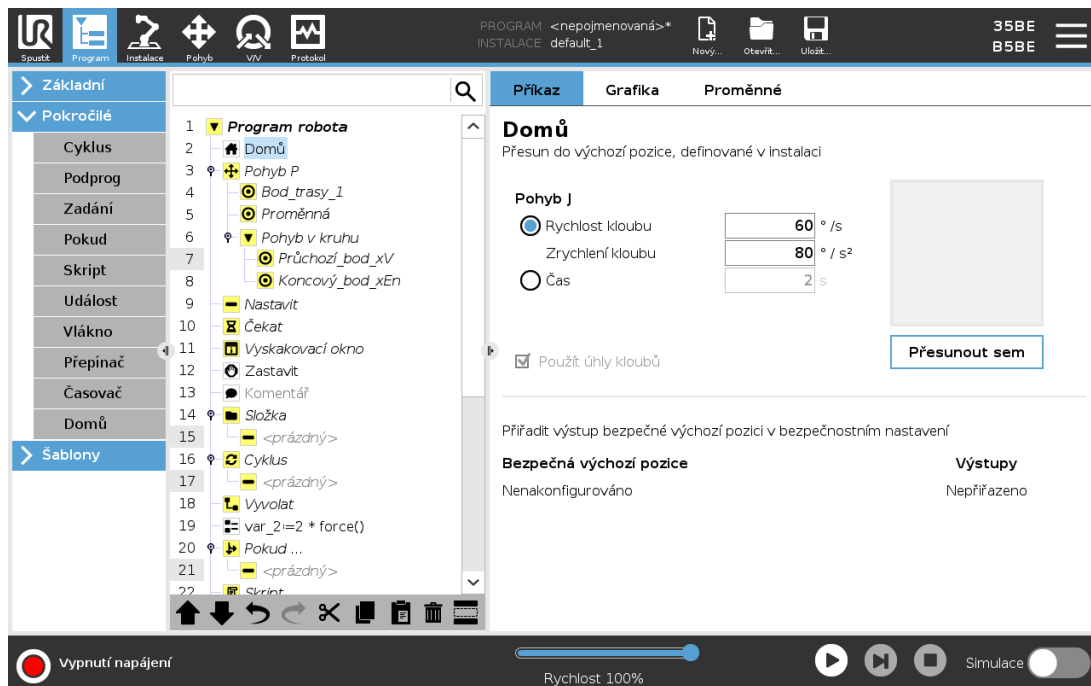 PROGRAM <nepojmenovaná>*
INSTALACE default_1
35BE
B5BE
Spustit
Program
Instalace
Pohyb
V/V
Protokol
Nový...
Otevřít...
Uložit...
Základní
Pokročilé
Cyklus
Podprog
Zadání
Pokud
Skript
Událost
Vlákno
Přepínač
Časovač
Domů
Šablony
1 Program robota
2 Domů
3 Pohyb P
4 Bod_trasy_1
5 Proměnná
6 Pohyb v kruhu
7 Průchozí_bod_xV
8 Koncový_bod_xEn
9 Nastavit
10 Čekat
11 Vyskakovací okno
12 Zastavit
13 Komentář
14 Složka
15 <prázdný>
16 Cyklus
17 <prázdný>
18 Vyvolat
19 var_2:=2 * force()
20 Pokud ...
21 <prázdný>
22 Skript
Příkaz
Grafika
Proměnné
Domů
Přesun do výchozí pozice, definované v instalaci
Pohyb J
Rychlost kloubu 60 °/s
Zrychlení kloubu 80 °/ s²
Čas 2 s
Použít úhly kloubů
Přesunout sem
Přiřadit výstup bezpečné výchozí pozici v bezpečnostním nastavení
Bezpečná výchozí pozice
Výstupy
Nenakonfigurováno
Nepřiřazeno
Vypnutí napájení
Rychlost 100%
Simulace